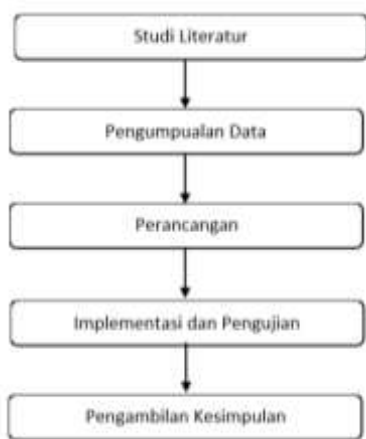 Studi Literatur
Pengumpualan Data
Perancangan
Implementasi dan Pengujian
Pengambilan Kesimpulan